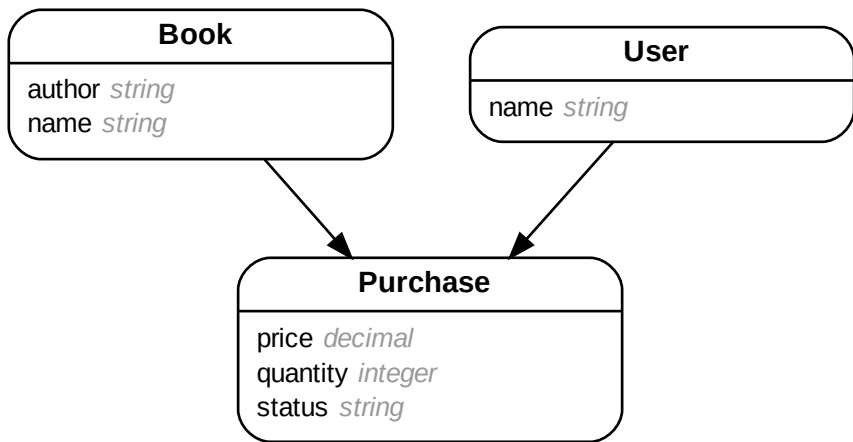 Book
author string
name string
User
name string
Purchase
price decimal
quantity integer
status string